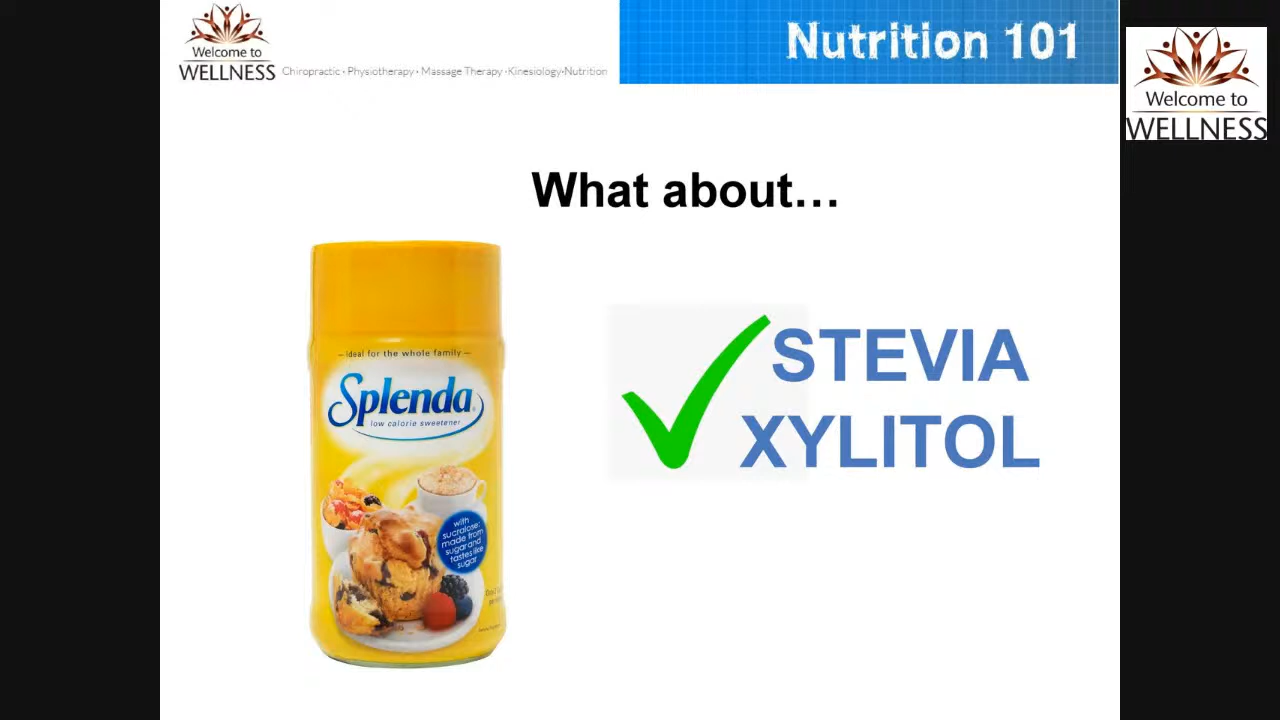 Welcome to
WELLNESS
Chiropractic • Physiotherapy • Massage Therapy •Kinesiology•Nutrition
Nutrition 101
Welcome to
WELLNESS
What about…
– Ideal for the whole family –
Splenda
low calorie sweetener
with
sucralose:
made from
sugar and
tastes like
sugar
STEVIA
XYLITOL